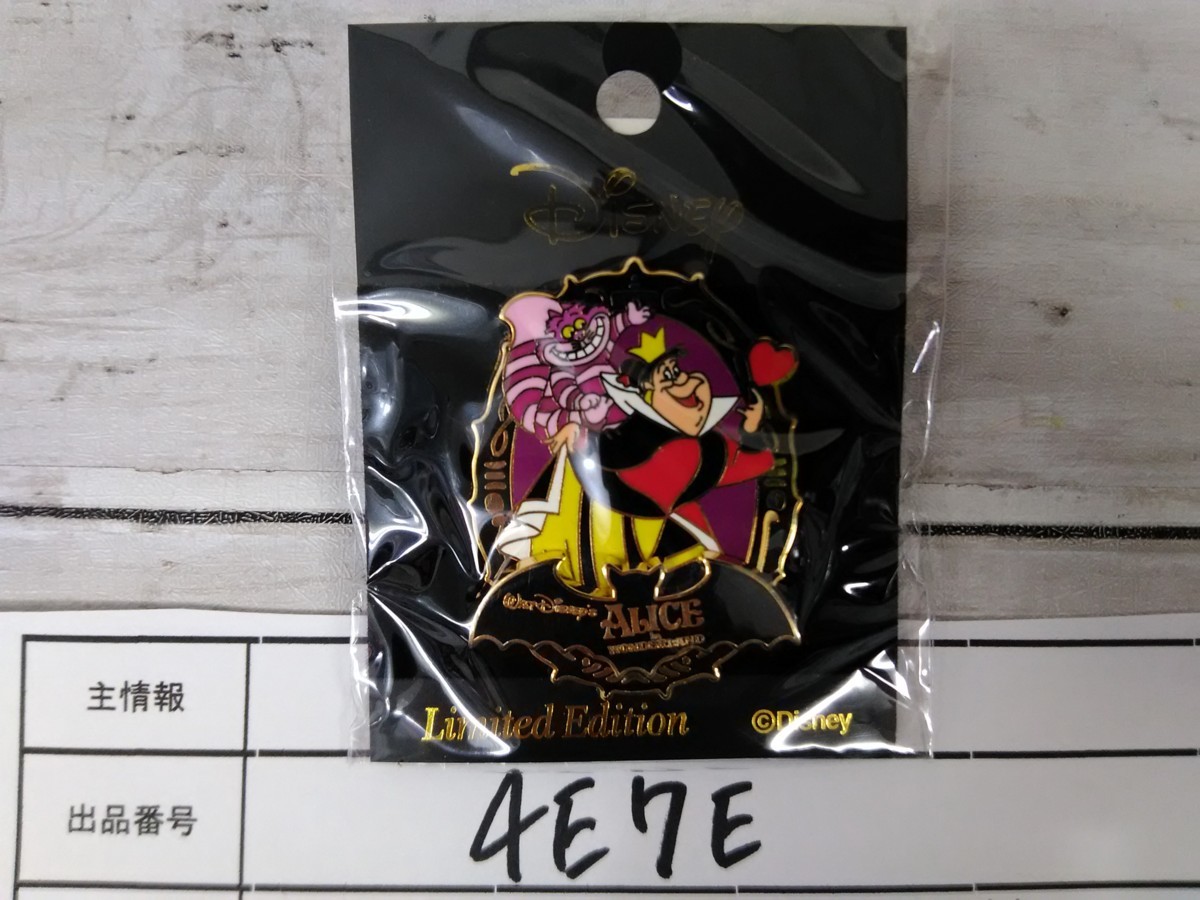 Disney
Walt Disney's
ALICE
IN
WONDERLAND
Limited Edition ©Disney
主情報
出品番号 4E7E